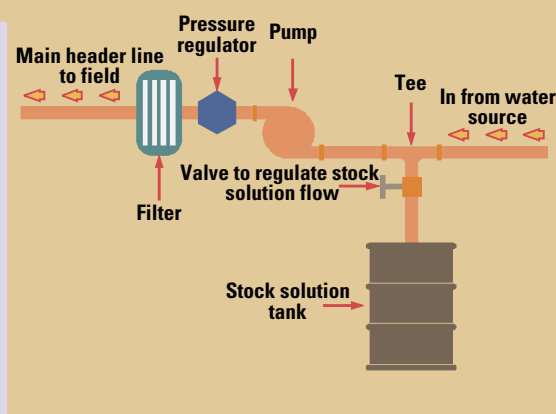 Pressure
regulator
Pump
Main header line
to field
Tee
In from water
source
Valve to regulate stock
solution flow
Filter
Stock solution
tank